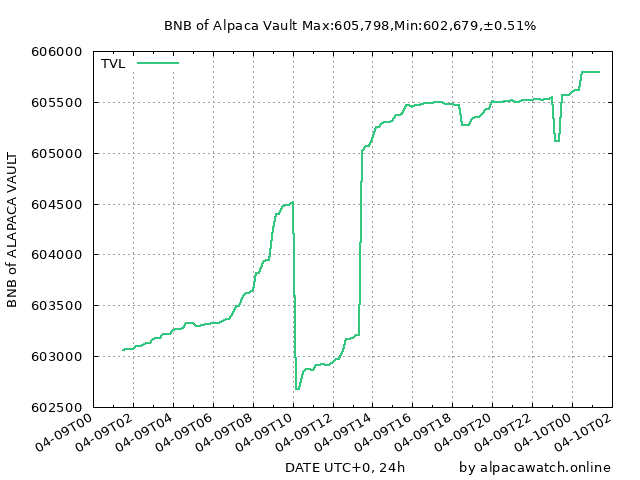 BNB of Alpaca Vault Max:605,798,Min:602,679,±0.51%
TVL
606000
605500
605000
604500
604000
603500
603000
602500
BNB of ALAPACA VAULT
04-09T00
04-09T02
04-09T04
04-09T06
04-09T08
04-09T10
04-09T12
04-09T14
04-09T16
04-09T18
04-09T20
04-09T22
04-10T00
04-10T02
DATE UTC+0, 24h
by alpacawatch.online